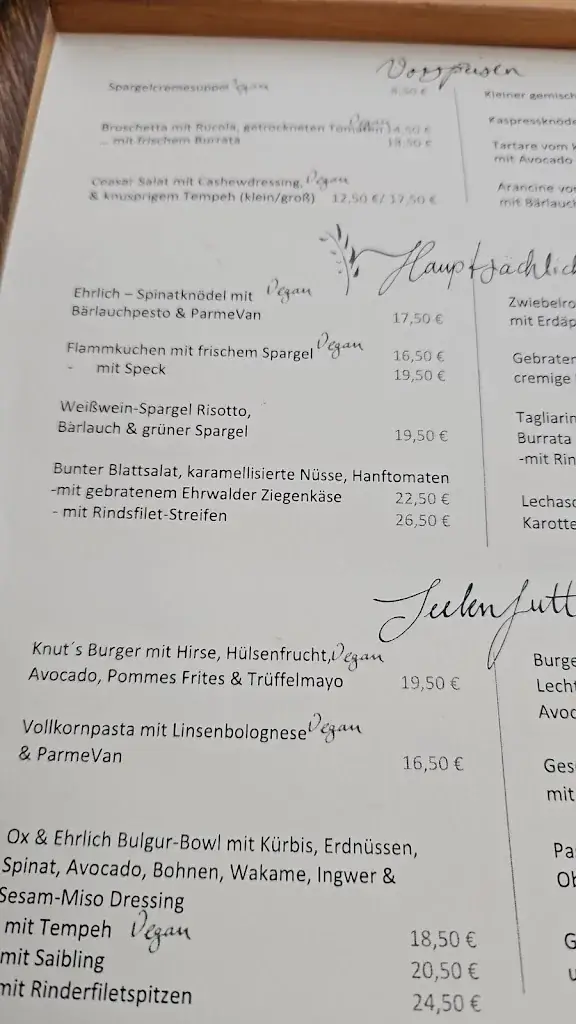 Vorspeisen
Spargelcremesuppe Vegan
8,50 €
Bruschetta mit Rucola, getrockneten Tomaten Vegan 14,50 €
... mit frischem Burrata 18,50 €
Ceasar Salat mit Cashewdressing, Vegan
& knusprigem Tempeh (klein/groß) 12,50 €/ 17,50 €
Kleiner gemisch
Kaspressknöde
Tartare vom
mit Avocado
Arancine vo
mit Bärlauch
Hauptsächlich
Ehrlich – Spinatknödel mit Vegan
Bärlauchpesto & ParmeVan 17,50 €
Flammkuchen mit frischem Spargel Vegan 16,50 €
- mit Speck 19,50 €
Weißwein-Spargel Risotto,
Bärlauch & grüner Spargel 19,50 €
Bunter Blattsalat, karamellisierte Nüsse, Hanftomaten
-mit gebratenem Ehrwalder Ziegenkäse 22,50 €
- mit Rindsfilet-Streifen 26,50 €
Zwiebelro
mit Erdäp
Gebraten
cremige
Tagliarin
Burrata
-mit Rin
Lechasc
Karotte
Seelenfutt
Knut´s Burger mit Hirse, Hülsenfrucht, Vegan
Avocado, Pommes Frites & Trüffelmayo 19,50 €
Vollkornpasta mit Linsenbolognese Vegan
& ParmeVan 16,50 €
Ox & Ehrlich Bulgur-Bowl mit Kürbis, Erdnüssen,
Spinat, Avocado, Bohnen, Wakame, Ingwer &
Sesam-Miso Dressing
mit Tempeh Vegan 18,50 €
mit Saibling 20,50 €
mit Rinderfiletspitzen 24,50 €
Burge
Lecht
Avoc
Ges
mit
Pa
Ob
G
u